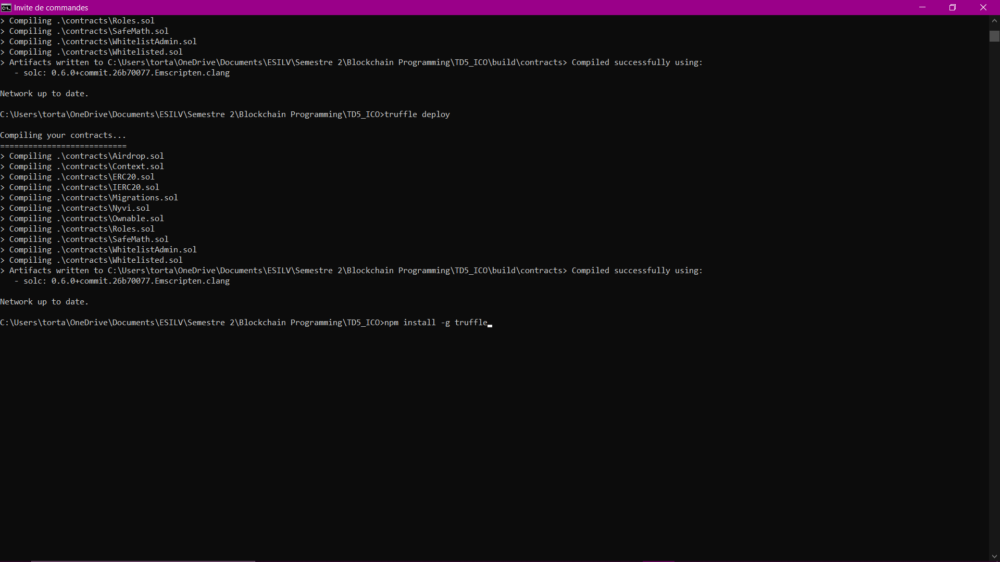 Invite de commandes
> Compiling .\contracts\Roles.sol
> Compiling .\contracts\SafeMath.sol
> Compiling .\contracts\WhitelistAdmin.sol
> Compiling .\contracts\Whitelisted.sol
> Artifacts written to C:\Users\torta\OneDrive\Documents\ESILV\Semestre 2\Blockchain Programming\TD5_ICO\build\contracts> Compiled successfully using:
   - solc: 0.6.0+commit.26b70077.Emscripten.clang
Network up to date.
C:\Users\torta\OneDrive\Documents\ESILV\Semestre 2\Blockchain Programming\TD5_ICO>truffle deploy
Compiling your contracts...
===========================
> Compiling .\contracts\Airdrop.sol
> Compiling .\contracts\Context.sol
> Compiling .\contracts\ERC20.sol
> Compiling .\contracts\IERC20.sol
> Compiling .\contracts\Migrations.sol
> Compiling .\contracts\Nyvi.sol
> Compiling .\contracts\Ownable.sol
> Compiling .\contracts\Roles.sol
> Compiling .\contracts\SafeMath.sol
> Compiling .\contracts\WhitelistAdmin.sol
> Compiling .\contracts\Whitelisted.sol
> Artifacts written to C:\Users\torta\OneDrive\Documents\ESILV\Semestre 2\Blockchain Programming\TD5_ICO\build\contracts> Compiled successfully using:
   - solc: 0.6.0+commit.26b70077.Emscripten.clang
Network up to date.
C:\Users\torta\OneDrive\Documents\ESILV\Semestre 2\Blockchain Programming\TD5_ICO>npm install -g truffle